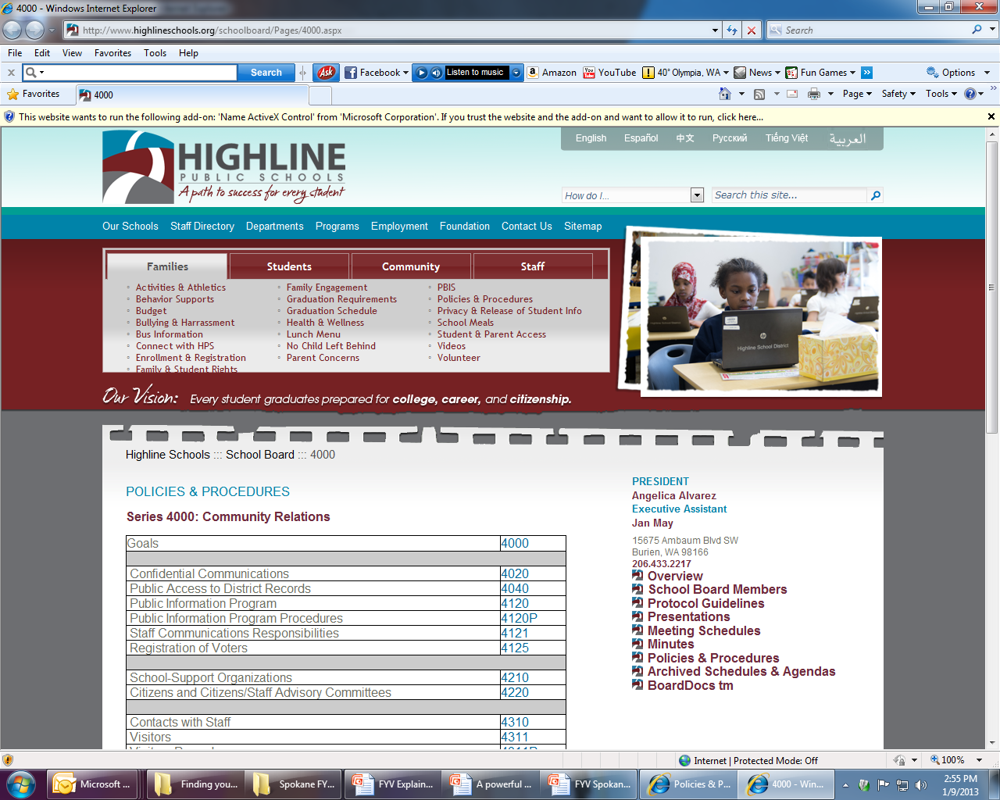 4000 - Windows Internet Explorer
http://www.highlineschools.org/schoolboard/Pages/4000.aspx
Search
File Edit View Favorites Tools Help
Search Ask Facebook Listen to music Amazon YouTube 40° Olympia, WA News Fun Games Options
Favorites 4000 Page Safety Tools
This website wants to run the following add-on: 'Name ActiveX Control' from 'Microsoft Corporation'. If you trust the website and the add-on and want to allow it to run, click here...
English Español 中文 Русский Tiếng Việt العربية
HIGHLINE
PUBLIC SCHOOLS
A path to success for every student
How do I... Search this site...
Our Schools Staff Directory Departments Programs Employment Foundation Contact Us Sitemap
Families Students Community Staff
Activities & Athletics
Behavior Supports
Budget
Bullying & Harrassment
Bus Information
Connect with HPS
Enrollment & Registration
Family & Student Rights
Family Engagement
Graduation Requirements
Graduation Schedule
Health & Wellness
Lunch Menu
No Child Left Behind
Parent Concerns
PBIS
Policies & Procedures
Privacy & Release of Student Info
School Meals
Student & Parent Access
Videos
Volunteer
Highline School District
Our Vision: Every student graduates prepared for college, career, and citizenship.
Highline Schools ::: School Board ::: 4000
POLICIES & PROCEDURES
Series 4000: Community Relations
Goals 4000
Confidential Communications 4020
Public Access to District Records 4040
Public Information Program 4120
Public Information Program Procedures 4120P
Staff Communications Responsibilities 4121
Registration of Voters 4125
School-Support Organizations 4210
Citizens and Citizens/Staff Advisory Committees 4220
Contacts with Staff 4310
Visitors 4311
PRESIDENT
Angelica Alvarez
Executive Assistant
Jan May
15675 Ambaum Blvd SW
Burien, WA 98166
206.433.2217
Overview
School Board Members
Protocol Guidelines
Presentations
Meeting Schedules
Minutes
Policies & Procedures
Archived Schedules & Agendas
BoardDocs tm
Internet | Protected Mode: Off 100%
Microsoft ... Finding you... Spokane FY... FYV Explain... A powerful ... FYV Spokan... Policies & P... 4000 - Win... 2:55 PM
1/9/2013